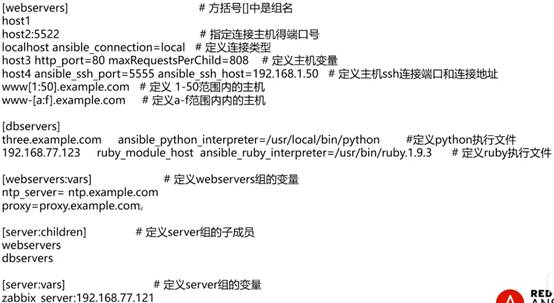 [webservers] # 方括号[]中是组名
host1
host2:5522 # 指定连接主机得端口号
localhost ansible_connection=local # 定义连接类型
host3 http_port=80 maxRequestsPerChild=808 # 定义主机变量
host4 ansible_ssh_port=5555 ansible_ssh_host=192.168.1.50 # 定义主机ssh连接端口和连接地址
www[1:50].example.com # 定义 1-50范围内的主机
www-[a:f].example.com # 定义a-f范围内内的主机
[dbservers]
three.example.com ansible_python_interpreter=/usr/local/bin/python #定义python执行文件
192.168.77.123 ruby_module_host ansible_ruby_interpreter=/usr/bin/ruby.1.9.3 # 定义ruby执行文件
[webservers:vars] # 定义webservers组的变量
ntp_server= ntp.example.com
proxy=proxy.example.com
[server:children] # 定义server组的子成员
webservers
dbservers
[server:vars] # 定义server组的变量
zabbix_server:192.168.77.121
RED